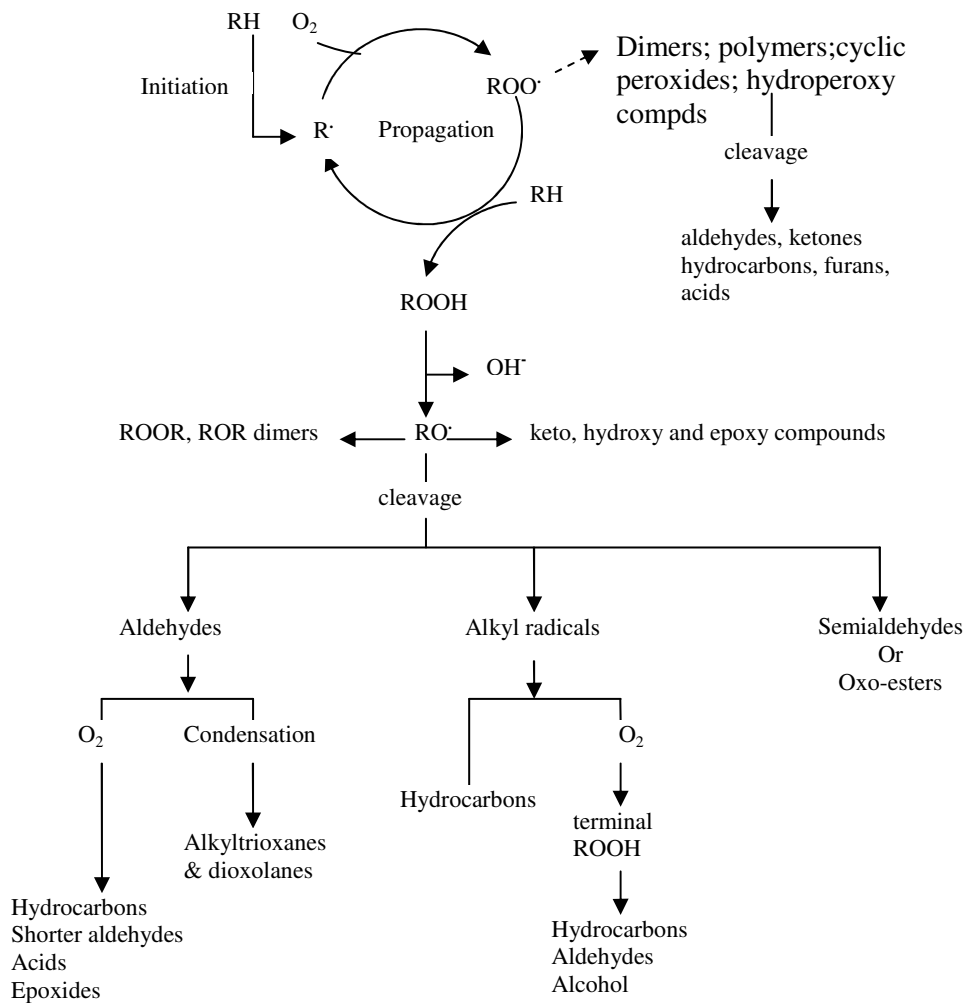 RH O₂
Initiation
R·
Propagation
ROO·
Dimers; polymers;cyclic
peroxides; hydroperoxy
compds
cleavage
aldehydes, ketones
hydrocarbons, furans,
acids
RH
ROOH
OH⁻
ROOR, ROR dimers
RO·
keto, hydroxy and epoxy compounds
cleavage
Aldehydes
Alkyl radicals
Semialdehydes
Or
Oxo-esters
O₂
Condensation
O₂
Hydrocarbons
Alkyltrioxanes
& dioxolanes
terminal
ROOH
Hydrocarbons
Shorter aldehydes
Acids
Epoxides
Hydrocarbons
Aldehydes
Alcohol